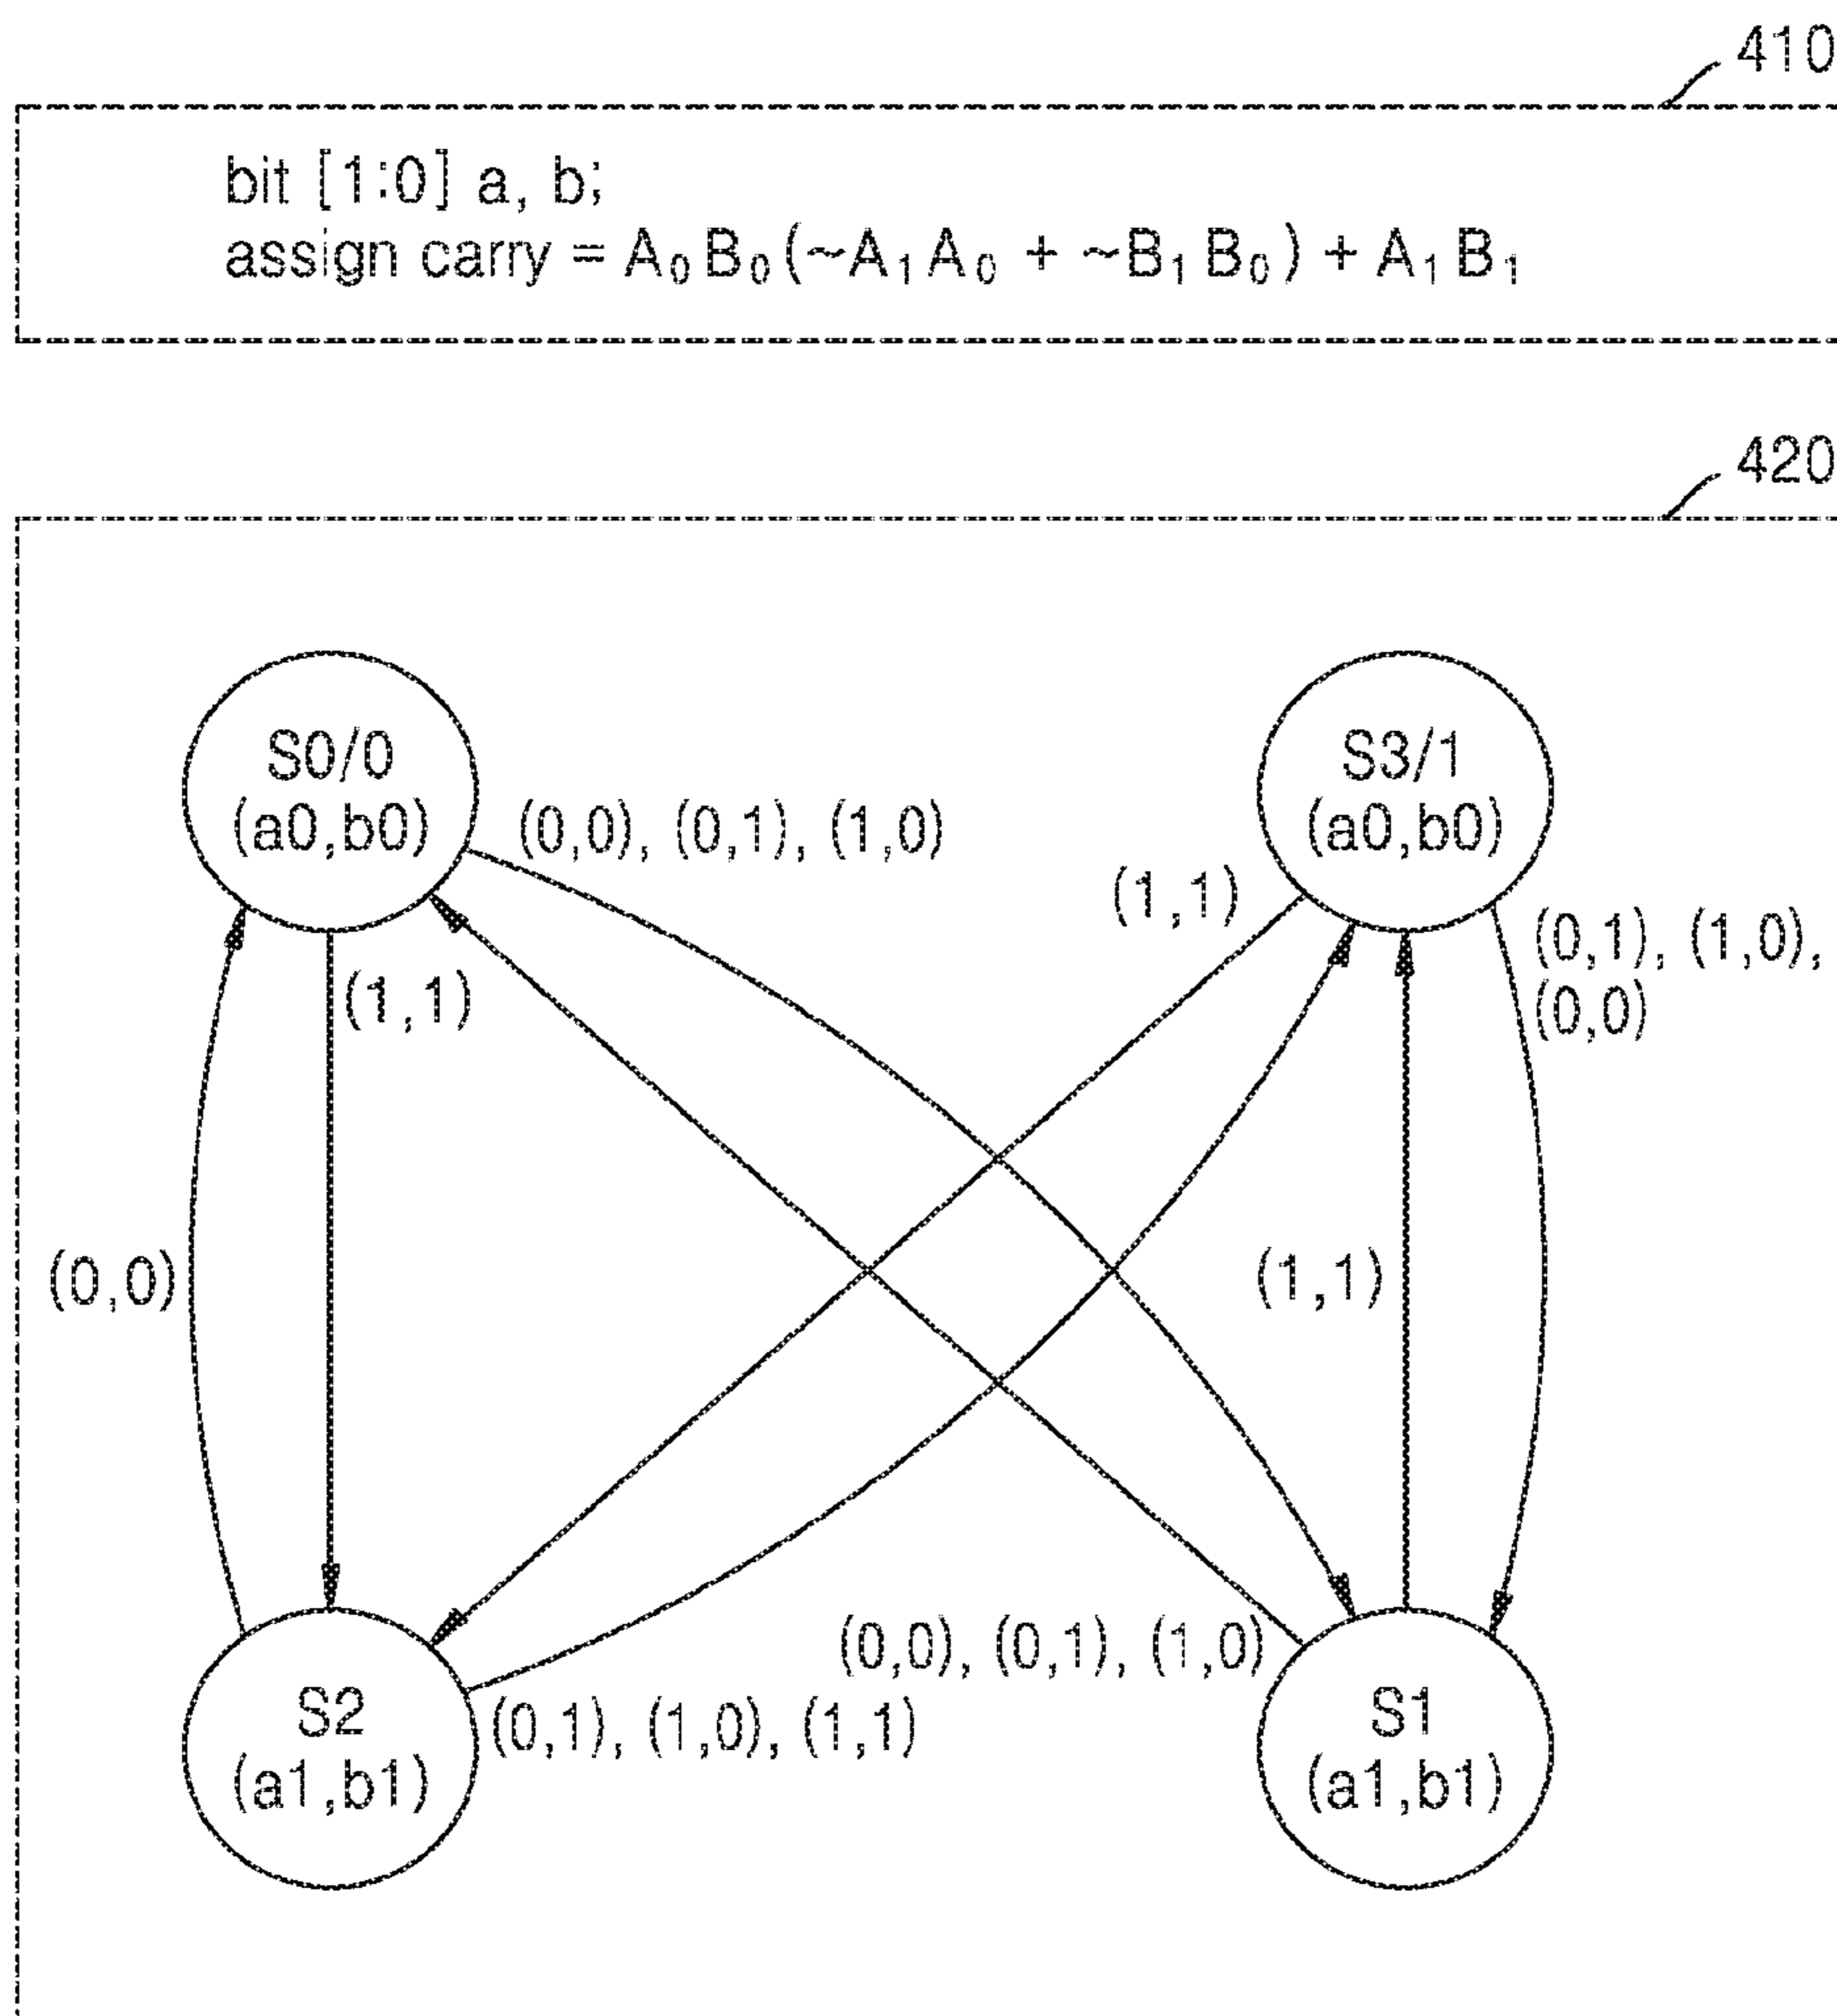 410
bit [1:0] a, b;
assign carry = A₀B₀(~A₁A₀ + ~B₁B₀) + A₁B₁
420
S0/0
(a0,b0)
(0,0), (0,1), (1,0)
S3/1
(a0,b0)
(1,1)
(0,1), (1,0),
(0,0)
(1,1)
(0,0)
(1,1)
(0,0), (0,1), (1,0)
S2
(a1,b1)
(0,1), (1,0), (1,1)
S1
(a1,b1)